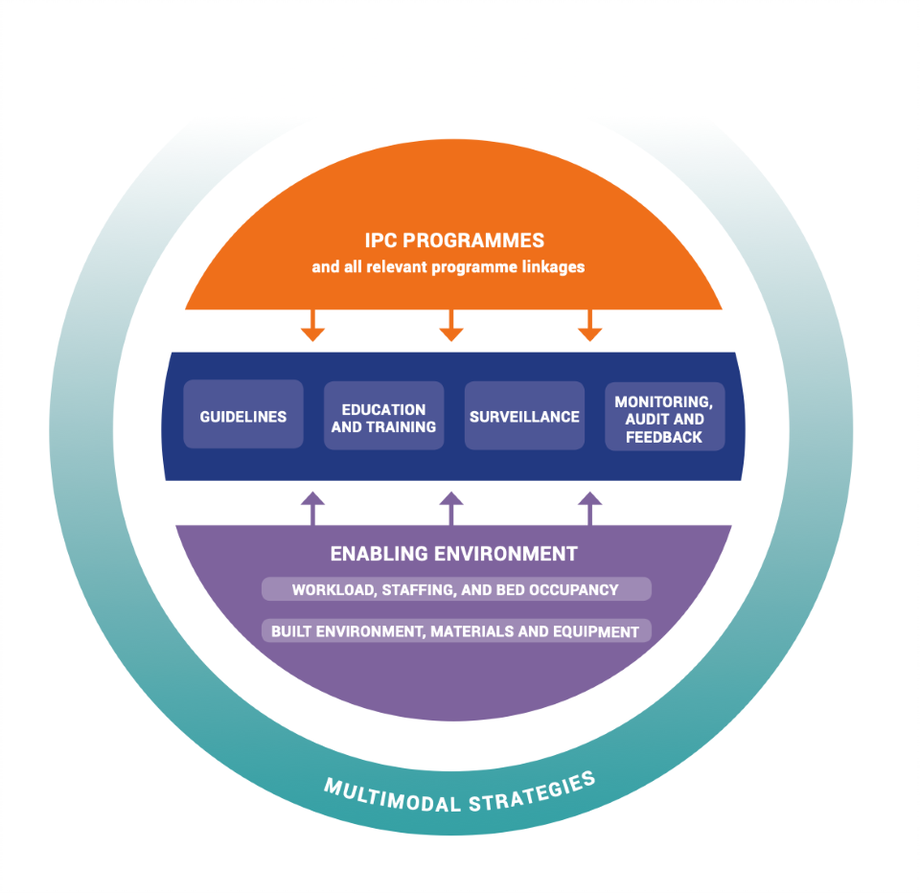 IPC PROGRAMMES
and all relevant programme linkages
GUIDELINES
EDUCATION
AND TRAINING
SURVEILLANCE
MONITORING,
AUDIT AND
FEEDBACK
ENABLING ENVIRONMENT
WORKLOAD, STAFFING, AND BED OCCUPANCY
BUILT ENVIRONMENT, MATERIALS AND EQUIPMENT
MULTIMODAL STRATEGIES